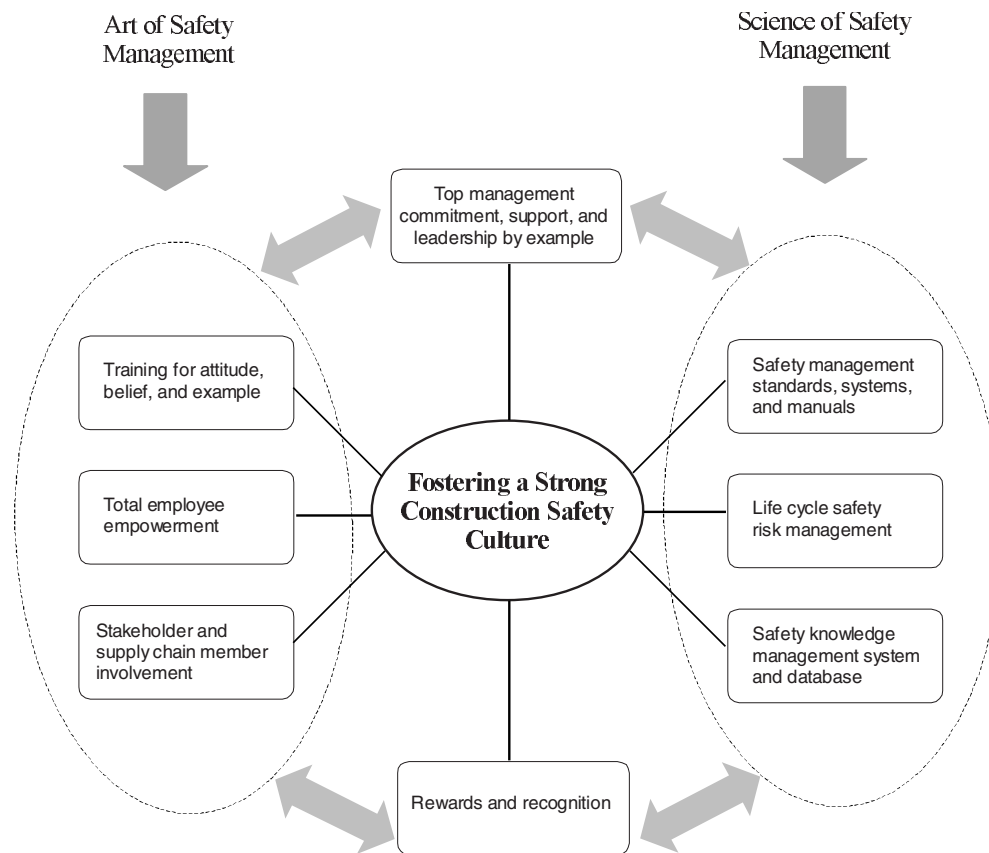 Art of Safety
Management
Science of Safety
Management
Top management
commitment, support, and
leadership by example
Training for attitude,
belief, and example
Total employee
empowerment
Stakeholder and
supply chain member
involvement
Fostering a Strong
Construction Safety
Culture
Safety management
standards, systems,
and manuals
Life cycle safety
risk management
Safety knowledge
management system
and database
Rewards and recognition